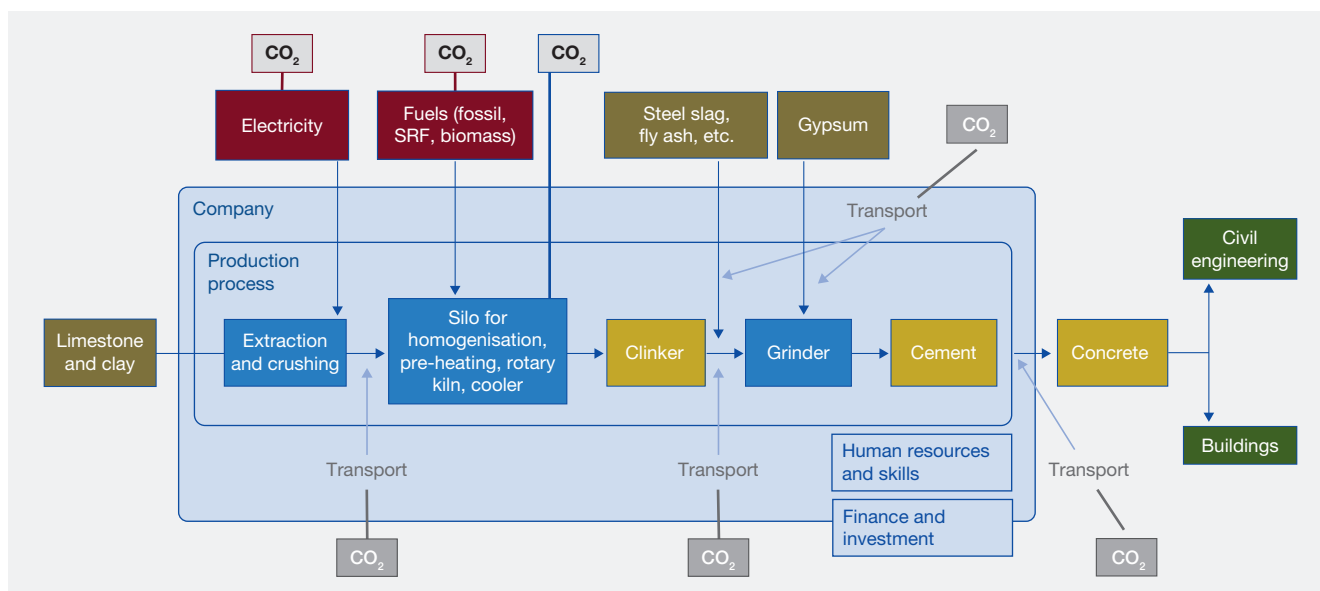 CO₂
CO₂
CO₂
Electricity
Fuels (fossil,
SRF, biomass)
Steel slag,
fly ash, etc.
Gypsum
CO₂
Company
Transport
Production
process
Civil
engineering
Limestone
and clay
Extraction
and crushing
Silo for
homogenisation,
pre-heating, rotary
kiln, cooler
Clinker
Grinder
Cement
Concrete
Buildings
Transport
Transport
Human resources
and skills
Transport
Finance and
investment
CO₂
CO₂
CO₂